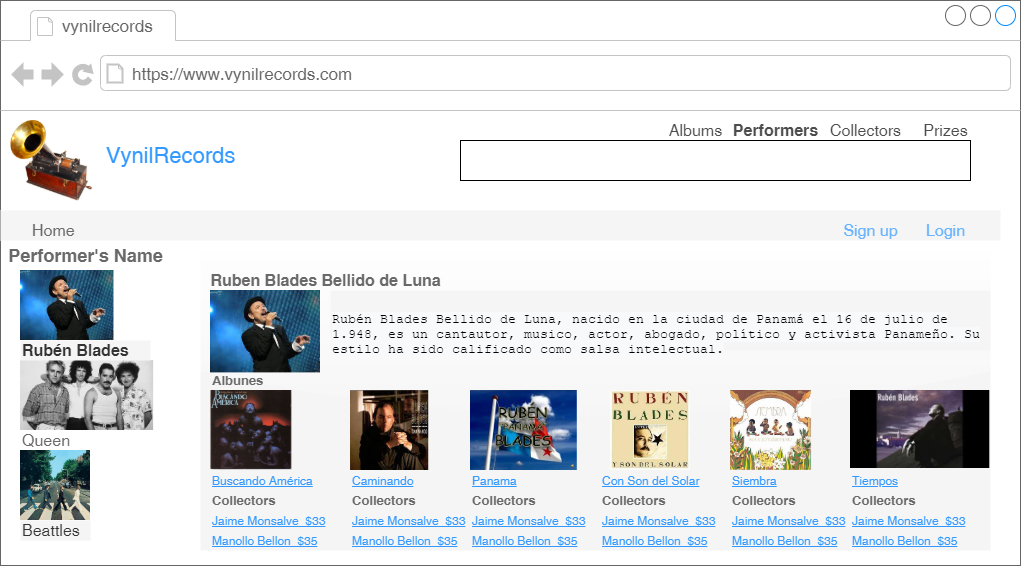 vynilrecords
https://www.vynilrecords.com
Albums Performers Collectors Prizes
VynilRecords
Home Sign up Login
Performer's Name
Rubén Blades
Queen
Beattles
Ruben Blades Bellido de Luna
Rubén Blades Bellido de Luna, nacido en la ciudad de Panamá el 16 de julio de
1.948, es un cantautor, musico, actor, abogado, político y activista Panameño. Su
estilo ha sido calificado como salsa intelectual.
Albunes
BUSCANDO
AMERICA
RUBÉN
PANAMA
BLADES
RUBEN
BLADES
Y SON DEL SOLAR
SIEMBRA
Rubén Blades
Buscando América Caminando Panama Con Son del Solar Siembra Tiempos
Collectors Collectors Collectors Collectors Collectors Collectors
Jaime Monsalve $33 Jaime Monsalve $33 Jaime Monsalve $33 Jaime Monsalve $33 Jaime Monsalve $33 Jaime Monsalve $33
Manollo Bellon $35 Manollo Bellon $35 Manollo Bellon $35 Manollo Bellon $35 Manollo Bellon $35 Manollo Bellon $35